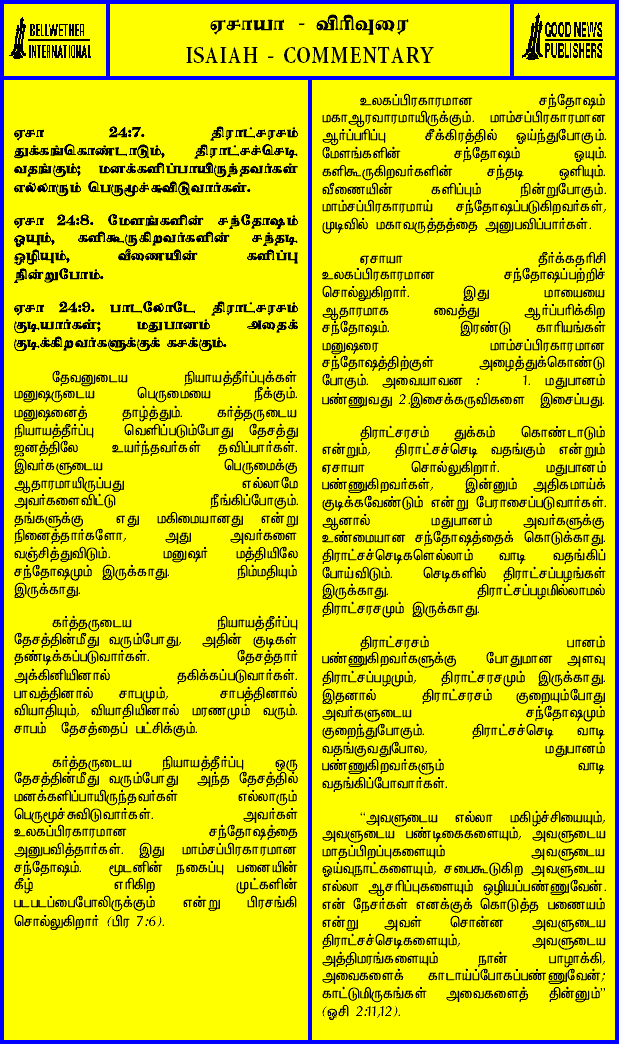 BELLWETHER
INTERNATIONAL
ஏசாயா - விரிவுரை
ISAIAH - COMMENTARY
GOOD NEWS
PUBLISHERS
ஏசா 24:7. திராட்சரசம்
துக்கங்கொண்டாடும், திராட்சச்செடி
வதங்கும்; மனக்களிப்பாயிருந்தவர்கள்
எல்லாரும் பெருமூச்சுவிடுவார்கள்.
ஏசா 24:8. மேளங்களின் சந்தோஷம்
ஓயும், களிகூருகிறவர்களின் சந்தடி
ஒழியும், வீணையின் களிப்பு
நின்றுபோம்.
ஏசா 24:9. பாடலோடே திராட்சரசம்
குடியார்கள்; மதுபானம் அதைக்
குடிக்கிறவர்களுக்குக் கசக்கும்.
தேவனுடைய நியாயத்தீர்ப்புக்கள்
மனுஷருடைய பெருமையை நீக்கும்.
மனுஷனைத் தாழ்த்தும். கர்த்தருடைய
நியாயத்தீர்ப்பு வெளிப்படும்போது தேசத்து
ஜனத்திலே உயர்ந்தவர்கள் தவிப்பார்கள்.
இவர்களுடைய பெருமைக்கு
ஆதாரமாயிருப்பது எல்லாமே
அவர்களைவிட்டு நீங்கிப்போகும்.
தங்களுக்கு எது மகிமையானது என்று
நினைத்தார்களோ, அது அவர்களை
வஞ்சித்துவிடும். மனுஷர் மத்தியிலே
சந்தோஷமும் இருக்காது. நிம்மதியும்
இருக்காது.
கர்த்தருடைய நியாயத்தீர்ப்பு
தேசத்தின்மீது வரும்போது, அதின் குடிகள்
தண்டிக்கப்படுவார்கள். தேசத்தார்
அக்கினியினால் தகிக்கப்படுவார்கள்.
பாவத்தினால் சாபமும், சாபத்தினால்
வியாதியும், வியாதியினால் மரணமும் வரும்.
சாபம் தேசத்தைப் பட்சிக்கும்.
கர்த்தருடைய நியாயத்தீர்ப்பு ஒரு
தேசத்தின்மீது வரும்போது அந்த தேசத்தில்
மனக்களிப்பாயிருந்தவர்கள் எல்லாரும்
பெருமூச்சுவிடுவார்கள். அவர்கள்
உலகப்பிரகாரமான சந்தோஷத்தை
அனுபவித்தார்கள். இது மாம்சப்பிரகாரமான
சந்தோஷம். மூடனின் நகைப்பு பானையின்
கீழ் எரிகிற முட்களின்
படபடப்பைபோலிருக்கும் என்று பிரசங்கி
சொல்லுகிறார் (பிர 7:6).
உலகப்பிரகாரமான சந்தோஷம்
மகாஆரவாரமாயிருக்கும். மாம்சப்பிரகாரமான
ஆர்ப்பரிப்பு சீக்கிரத்தில் ஓய்ந்துபோகும்.
மேளங்களின் சந்தோஷம் ஓயும்.
களிகூருகிறவர்களின் சந்தடி ஒளியும்.
வீணையின் களிப்பும் நின்றுபோகும்.
மாம்சப்பிரகாரமாய் சந்தோஷப்படுகிறவர்கள்,
முடிவில் மகாவருத்தத்தை அனுபவிப்பார்கள்.
ஏசாயா தீர்க்கதரிசி
உலகப்பிரகாரமான சந்தோஷப்பற்றிச்
சொல்லுகிறார். இது மாயையை
ஆதாரமாக வைத்து ஆர்ப்பரிக்கிற
சந்தோஷம். இரண்டு காரியங்கள்
மனுஷரை மாம்சப்பிரகாரமான
சந்தோஷத்திற்குள் அழைத்துக்கொண்டு
போகும். அவையாவன : 1. மதுபானம்
பண்ணுவது 2.இசைக்கருவிகளை இசைப்பது.
திராட்சரசம் துக்கம் கொண்டாடும்
என்றும், திராட்சச்செடி வதங்கும் என்றும்
ஏசாயா சொல்லுகிறார். மதுபானம்
பண்ணுகிறவர்கள், இன்னும் அதிகமாய்க்
குடிக்கவேண்டும் என்று பேராசைப்படுவார்கள்.
ஆனால் மதுபானம் அவர்களுக்கு
உண்மையான சந்தோஷத்தைக் கொடுக்காது.
திராட்சச்செடிகளெல்லாம் வாடி வதங்கிப்
போய்விடும். செடிகளில் திராட்சப்பழங்கள்
இருக்காது. திராட்சப்பழமில்லாமல்
திராட்சரசமும் இருக்காது.
திராட்சரசம் பானம்
பண்ணுகிறவர்களுக்கு போதுமான அளவு
திராட்சப்பழமும், திராட்சரசமும் இருக்காது.
இதனால் திராட்சரசம் குறையும்போது
அவர்களுடைய சந்தோஷமும்
குறைந்துபோகும். திராட்சச்செடி வாடி
வதங்குவதுபோல, மதுபானம்
பண்ணுகிறவர்களும் வாடி
வதங்கிப்போவார்கள்.
"அவளுடைய எல்லா மகிழ்ச்சியையும்,
அவளுடைய பண்டிகைகளையும், அவளுடைய
மாதப்பிறப்புகளையும் அவளுடைய
ஓய்வுநாட்களையும், சபைகூடுகிற அவளுடைய
எல்லா ஆசரிப்புகளையும் ஒழியப்பண்ணுவேன்.
என் நேசர்கள் எனக்குக் கொடுத்த பணையம்
என்று அவள் சொன்ன அவளுடைய
திராட்சச்செடிகளையும், அவளுடைய
அத்திமரங்களையும் நான் பாழாக்கி,
அவைகளைக் காடாய்ப்போகப்பண்ணுவேன்;
காட்டுமிருகங்கள் அவைகளைத் தின்னும்"
(ஓசி 2:11,12).